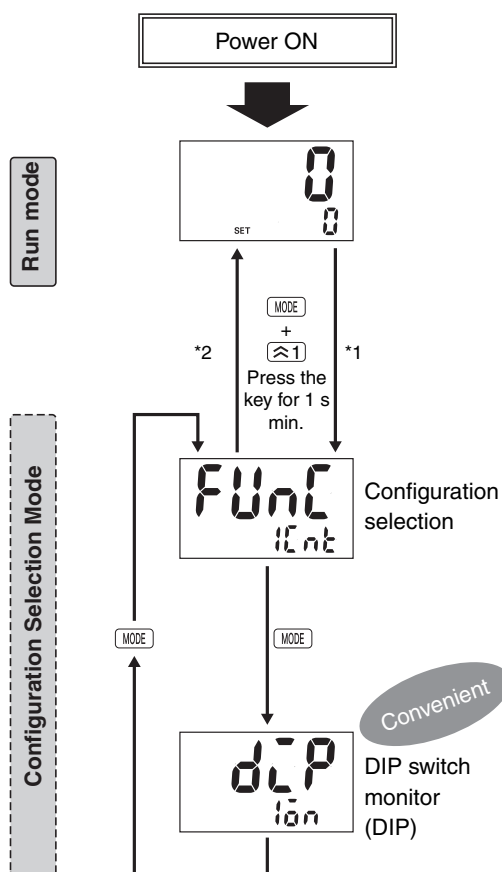 Power ON
Run mode
0
0
SET
MODE
+
1
*2
*1
Press the
key for 1 s
min.
Configuration Selection Mode
FUnC
1Cnt
Configuration
selection
MODE
MODE
Convenient
diP
1on
DIP switch
monitor
(DIP)